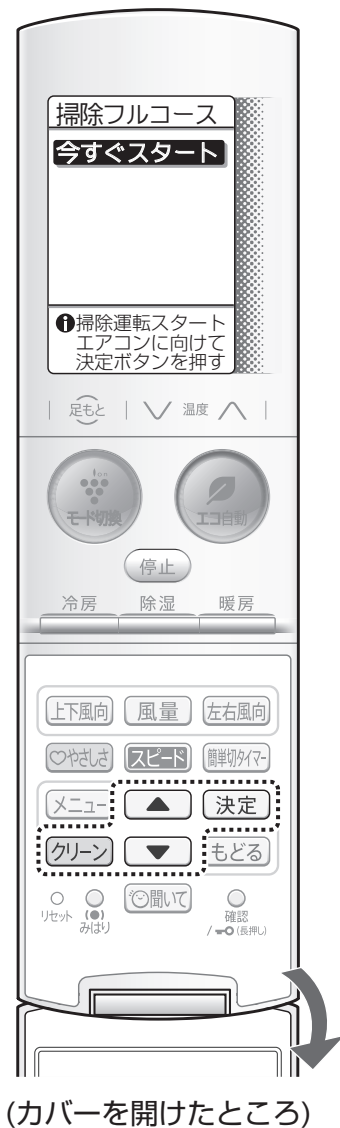 掃除フルコース
今すぐスタート
❶掃除運転スタート
エアコンに向けて
決定ボタンを押す
足もと 温度
ion
モード切換 エコ自動
停止
冷房 除湿 暖房
上下風向 風量 左右風向
♡やさしさ スピード 簡単切タイマー
メニュー ▲ 決定
クリーン ▼ もどる
聞いて
リセット みはり 確認
/ (長押し)
(カバーを開けたところ)